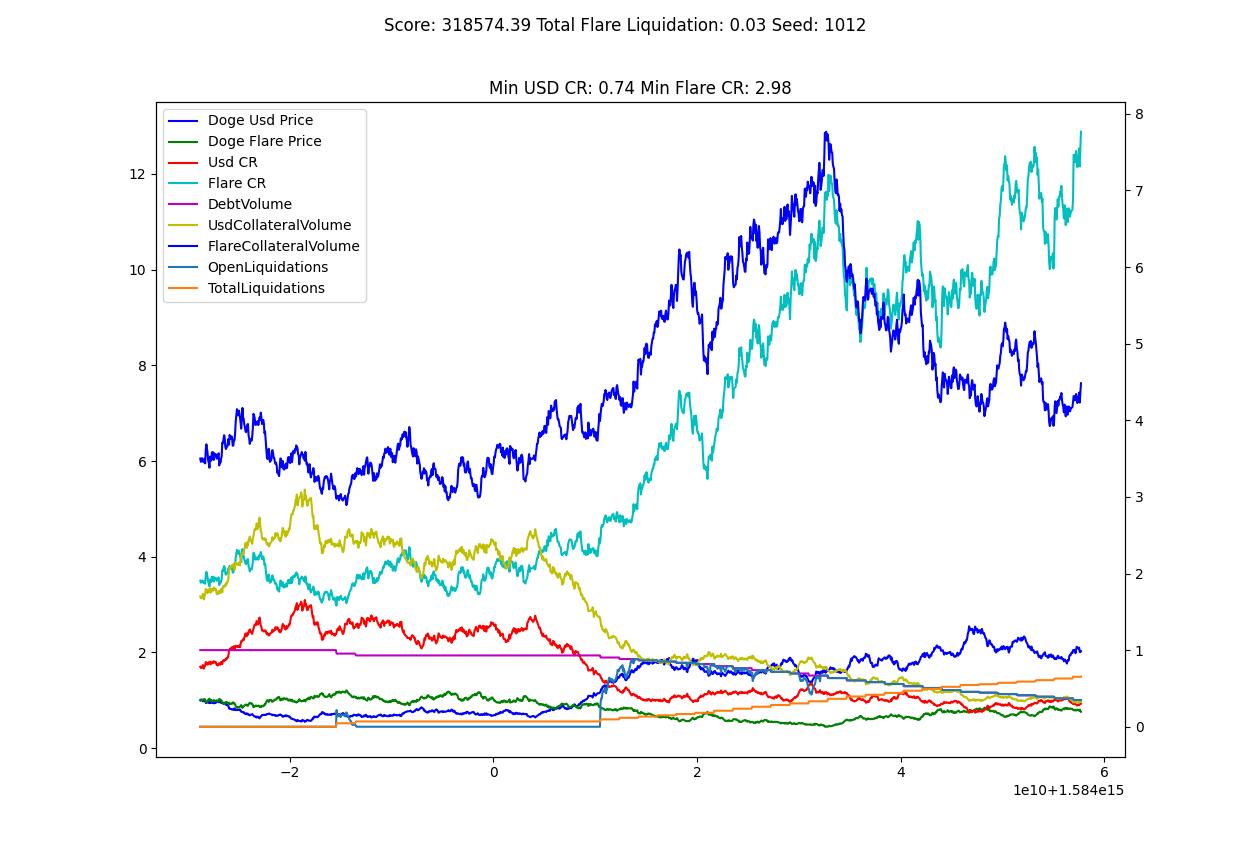 Score: 318574.39 Total Flare Liquidation: 0.03 Seed: 1012
Min USD CR: 0.74 Min Flare CR: 2.98
Doge Usd Price
Doge Flare Price
Usd CR
Flare CR
DebtVolume
UsdCollateralVolume
FlareCollateralVolume
OpenLiquidations
TotalLiquidations
12
10
8
6
4
2
0
8
7
6
5
4
3
2
1
0
−2 0 2 4 6
1e10+1.584e15